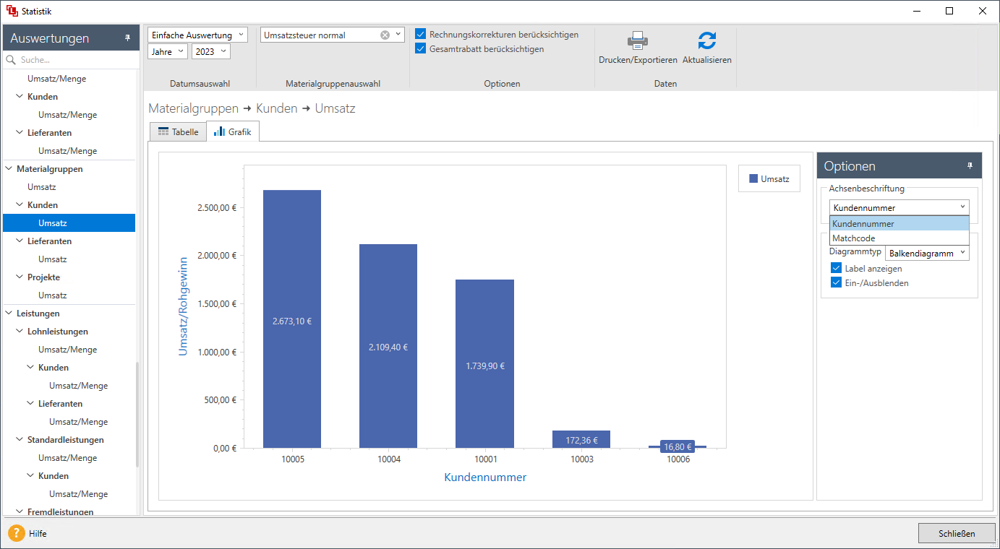 Statistik
Auswertungen
Suche...
Umsatz/Menge
Kunden
Umsatz/Menge
Lieferanten
Umsatz/Menge
Materialgruppen
Umsatz
Kunden
Umsatz
Lieferanten
Umsatz
Projekte
Umsatz
Leistungen
Lohnleistungen
Umsatz/Menge
Kunden
Umsatz/Menge
Lieferanten
Umsatz/Menge
Standardleistungen
Umsatz/Menge
Kunden
Umsatz/Menge
Fremdleistungen
Einfache Auswertung
Jahre 2023
Datumsauswahl
Umsatzsteuer normal
Materialgruppenauswahl
Rechnungskorrekturen berücksichtigen
Gesamtrabatt berücksichtigen
Optionen
Drucken/Exportieren Aktualisieren
Daten
Materialgruppen → Kunden → Umsatz
Tabelle Grafik
Umsatz/Rohgewinn
2.500,00 €
2.000,00 €
1.500,00 €
1.000,00 €
500,00 €
0,00 €
2.673,10 €
2.109,40 €
1.739,90 €
172,36 €
16,80 €
10005 10004 10001 10003 10006
Kundennummer
Umsatz
Optionen
Achsenbeschriftung
Kundennummer
Kundennummer
Matchcode
Diagrammtyp Balkendiagramm
Label anzeigen
Ein-/Ausblenden
? Hilfe
Schließen